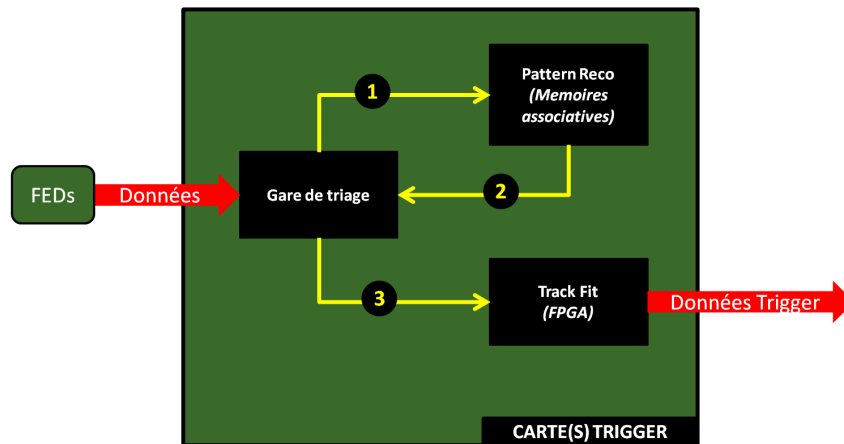 1
Pattern Reco
(Memoires
associatives)
FEDs
Données
Gare de triage
2
3
Track Fit
(FPGA)
Données Trigger
CARTE(S) TRIGGER